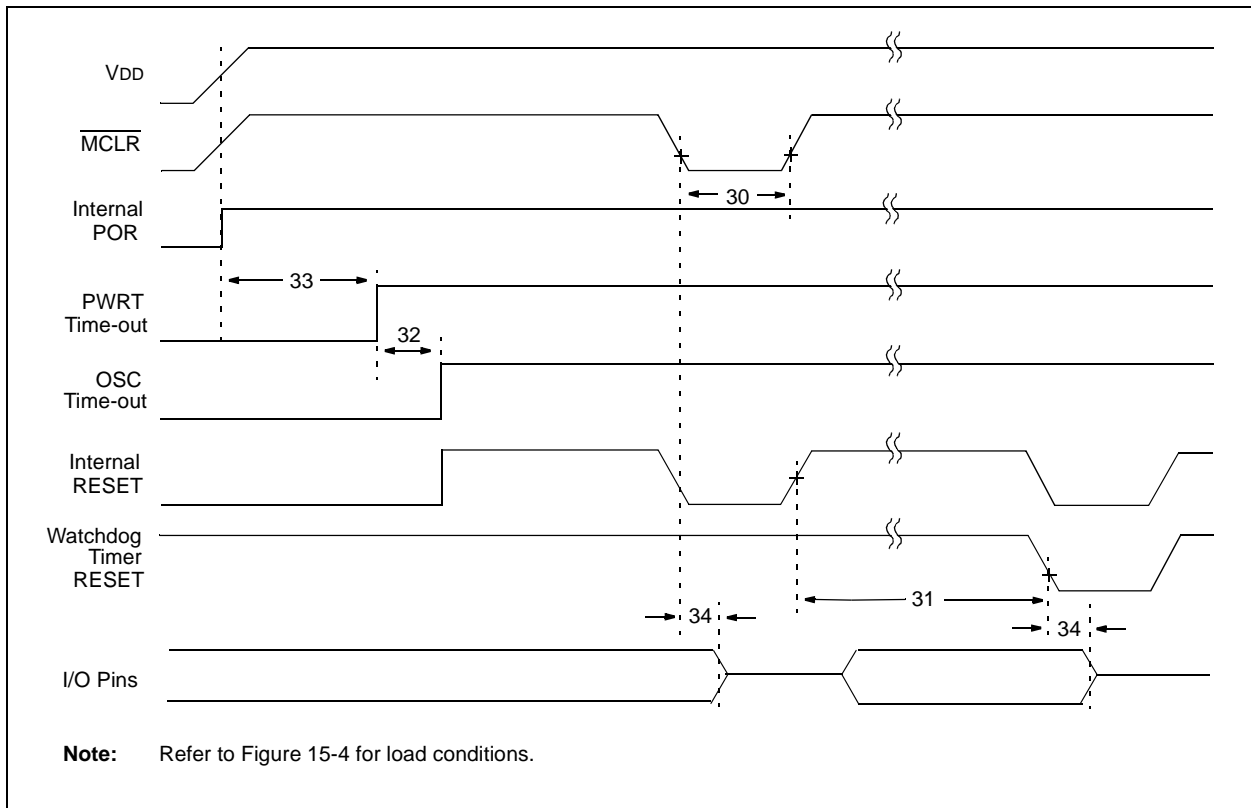 VDD
MCLR
30
Internal
POR
33
PWRT
Time-out
32
OSC
Time-out
Internal
RESET
Watchdog
Timer
RESET
31
34
34
I/O Pins
Note: Refer to Figure 15-4 for load conditions.